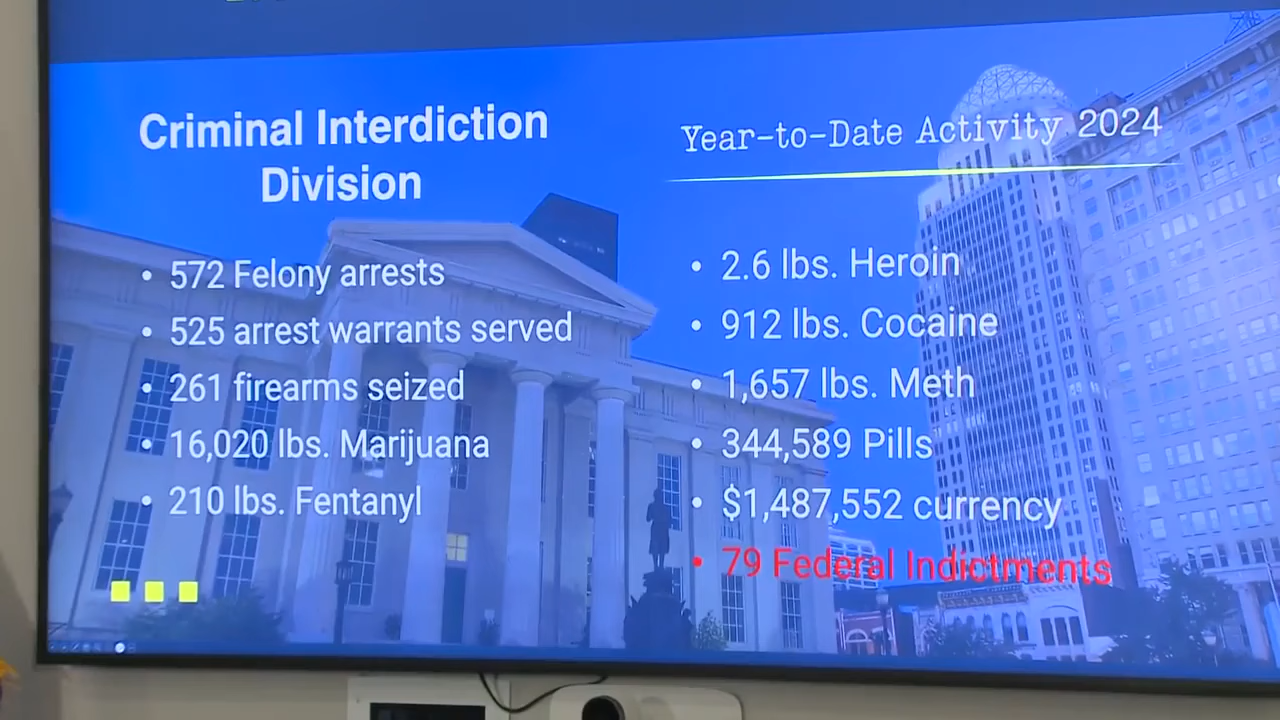 Criminal Interdiction
Division
• 572 Felony arrests
• 525 arrest warrants served
• 261 firearms seized
• 16,020 lbs. Marijuana
• 210 lbs. Fentanyl
Year-to-Date Activity 2024
• 2.6 lbs. Heroin
• 912 lbs. Cocaine
• 1,657 lbs. Meth
• 344,589 Pills
• $1,487,552 currency
• 79 Federal Indictments